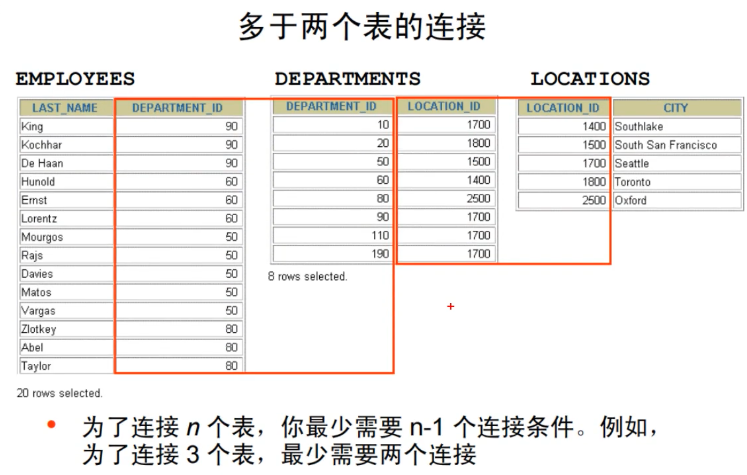 多于两个表的连接
EMPLOYEES
LAST_NAME DEPARTMENT_ID
King 90
Kochhar 90
De Haan 90
Hunold 60
Ernst 60
Lorentz 60
Mourgos 50
Rajs 50
Davies 50
Matos 50
Vargas 50
Zlotkey 80
Abel 80
Taylor 80
20 rows selected.
DEPARTMENTS
DEPARTMENT_ID LOCATION_ID
10 1700
20 1800
50 1500
60 1400
80 2500
90 1700
110 1700
190 1700
8 rows selected.
LOCATIONS
LOCATION_ID CITY
1400 Southlake
1500 South San Francisco
1700 Seattle
1800 Toronto
2500 Oxford
• 为了连接 n 个表，你最少需要 n-1 个连接条件。例如，
为了连接 3 个表，最少需要两个连接